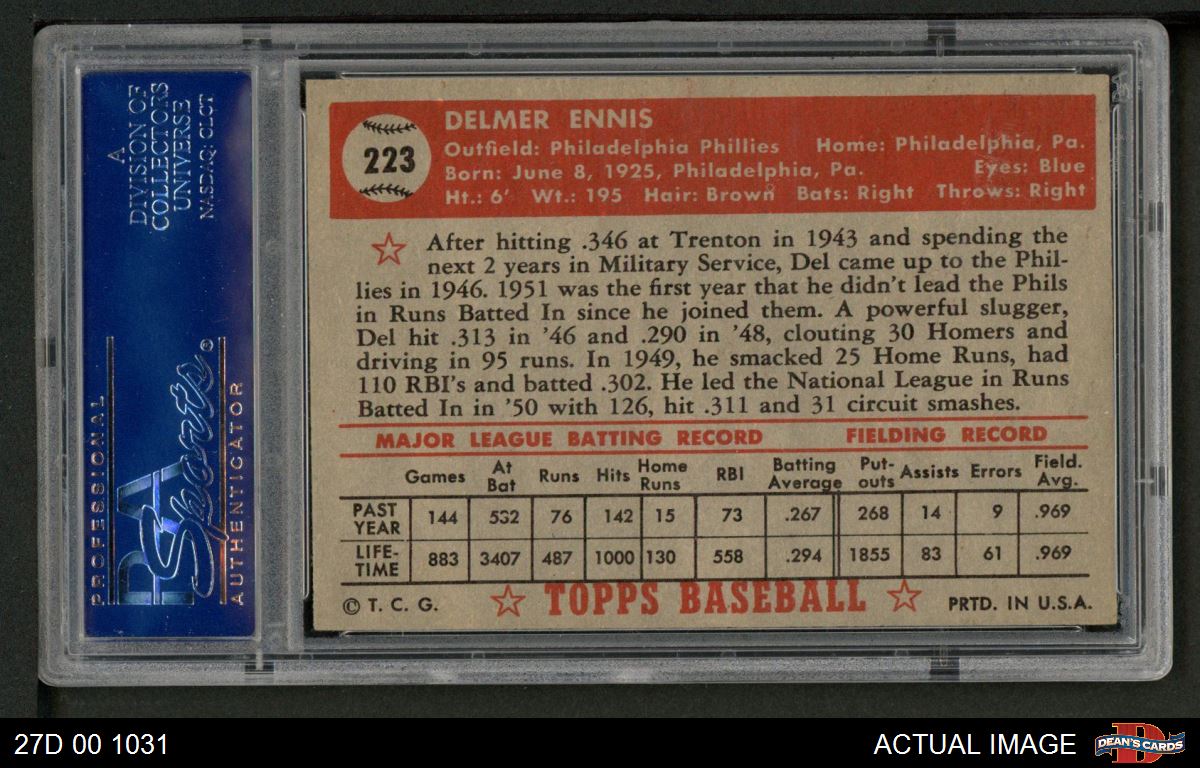 A
DIVISION OF
COLLECTORS
UNIVERSE
NASDAQ: CLCT
PROFESSIONAL
PSA
Sports®
AUTHENTICATOR
223
DELMER ENNIS
Outfield: Philadelphia Phillies Home: Philadelphia, Pa.
Born: June 8, 1925, Philadelphia, Pa. Eyes: Blue
Ht.: 6' Wt.: 195 Hair: Brown Bats: Right Throws: Right
After hitting .346 at Trenton in 1943 and spending the
next 2 years in Military Service, Del came up to the Phil-
lies in 1946. 1951 was the first year that he didn't lead the Phils
in Runs Batted In since he joined them. A powerful slugger,
Del hit .313 in '46 and .290 in '48, clouting 30 Homers and
driving in 95 runs. In 1949, he smacked 25 Home Runs, had
110 RBI's and batted .302. He led the National League in Runs
Batted In in '50 with 126, hit .311 and 31 circuit smashes.
MAJOR LEAGUE BATTING RECORD FIELDING RECORD
Games At Bat Runs Hits Home Runs RBI Batting Average Put-outs Assists Errors Field. Avg.
PAST YEAR 144 532 76 142 15 73 .267 268 14 9 .969
LIFE-TIME 883 3407 487 1000 130 558 .294 1855 83 61 .969
© T. C. G. TOPPS BASEBALL PRTD. IN U.S.A.
27D 00 1031 ACTUAL IMAGE
D
DEAN'S CARDS